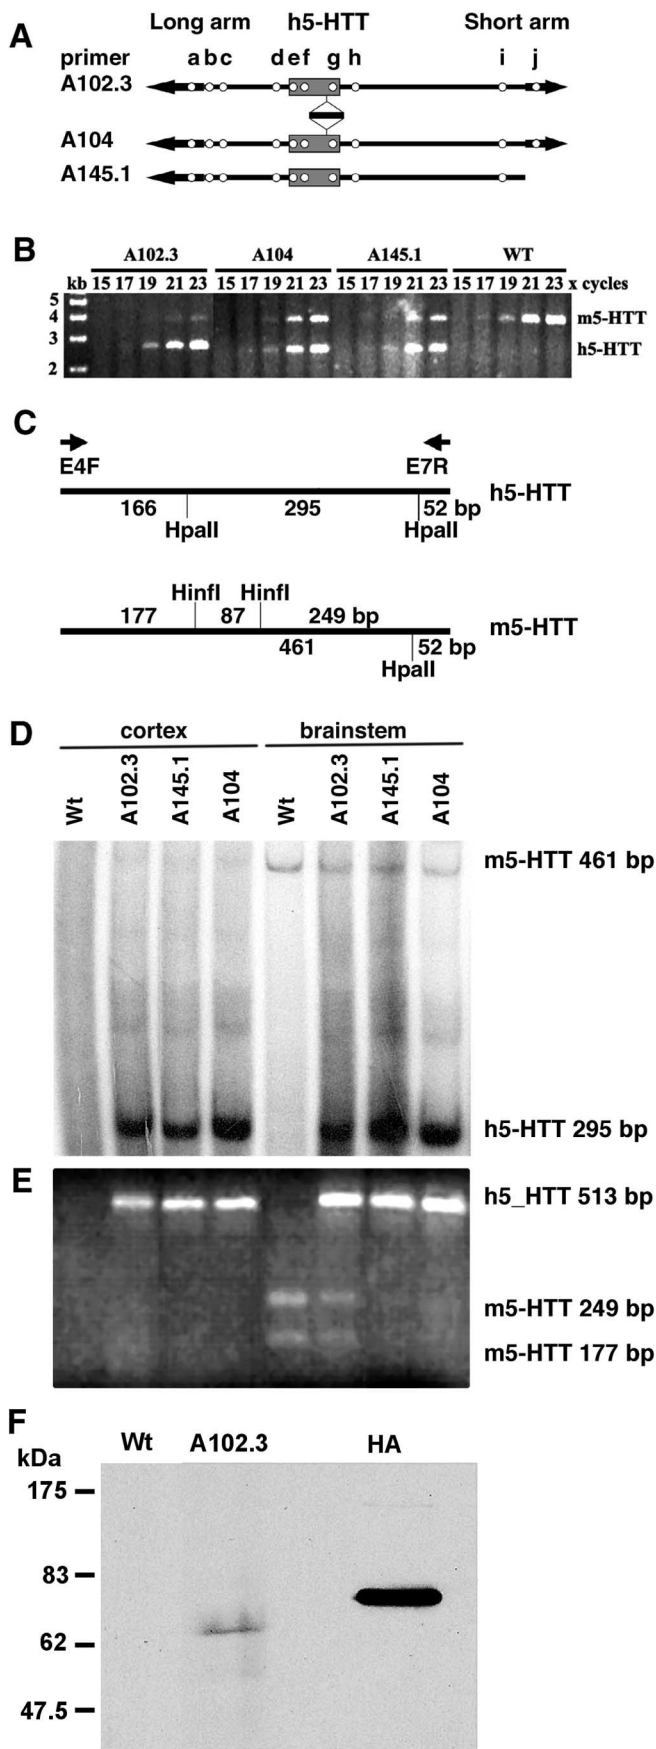 A
Long arm h5-HTT Short arm
primer a b c d e f g h i j
A102.3
A104
A145.1
B
A102.3 A104 A145.1 WT
kb 15 17 19 21 23 15 17 19 21 23 15 17 19 21 23 15 17 19 21 23 x cycles
5
4 m5-HTT
3 h5-HTT
2
C
E4F E7R
h5-HTT
166 295 52 bp
HpaII HpaII
HinfI HinfI
177 87 249 bp
m5-HTT
461 52 bp
HpaII
D
cortex brainstem
Wt A102.3 A145.1 A104 Wt A102.3 A145.1 A104
m5-HTT 461 bp
h5-HTT 295 bp
E
h5_HTT 513 bp
m5-HTT 249 bp
m5-HTT 177 bp
F
Wt A102.3 HA
kDa
175
83
62
47.5